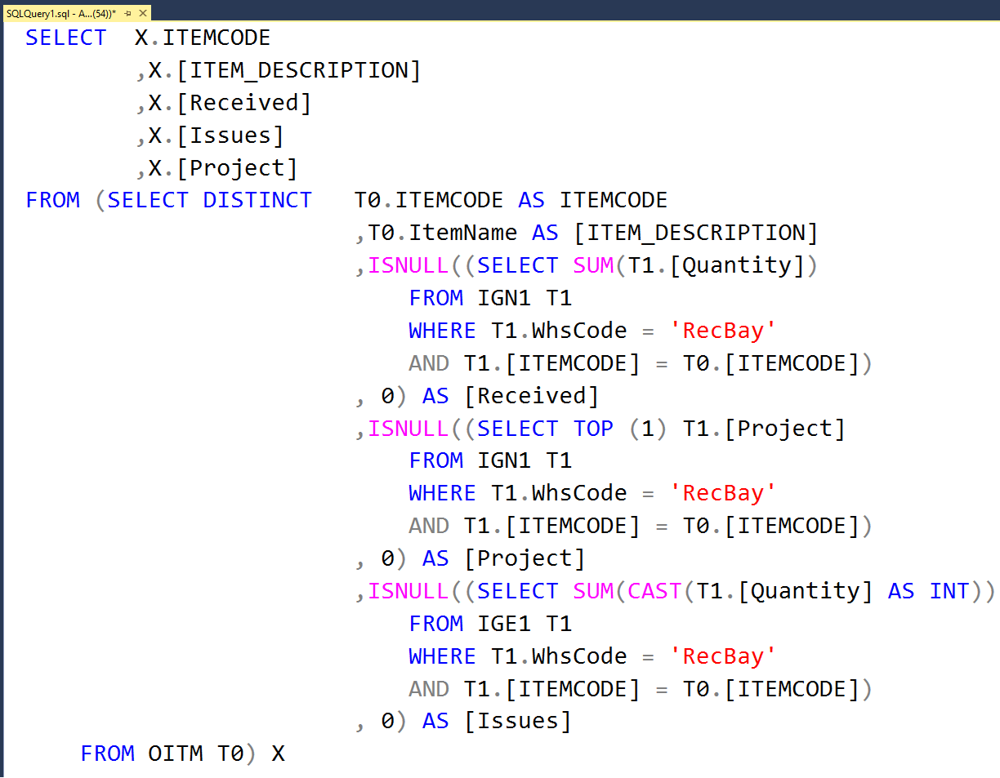 SQLQuery1.sql - A...(54))*
SELECT X.ITEMCODE
,X.[ITEM_DESCRIPTION]
,X.[Received]
,X.[Issues]
,X.[Project]
FROM (SELECT DISTINCT T0.ITEMCODE AS ITEMCODE
,T0.ItemName AS [ITEM_DESCRIPTION]
,ISNULL((SELECT SUM(T1.[Quantity])
FROM IGN1 T1
WHERE T1.WhsCode = 'RecBay'
AND T1.[ITEMCODE] = T0.[ITEMCODE])
, 0) AS [Received]
,ISNULL((SELECT TOP (1) T1.[Project]
FROM IGN1 T1
WHERE T1.WhsCode = 'RecBay'
AND T1.[ITEMCODE] = T0.[ITEMCODE])
, 0) AS [Project]
,ISNULL((SELECT SUM(CAST(T1.[Quantity] AS INT))
FROM IGE1 T1
WHERE T1.WhsCode = 'RecBay'
AND T1.[ITEMCODE] = T0.[ITEMCODE])
, 0) AS [Issues]
FROM OITM T0) X